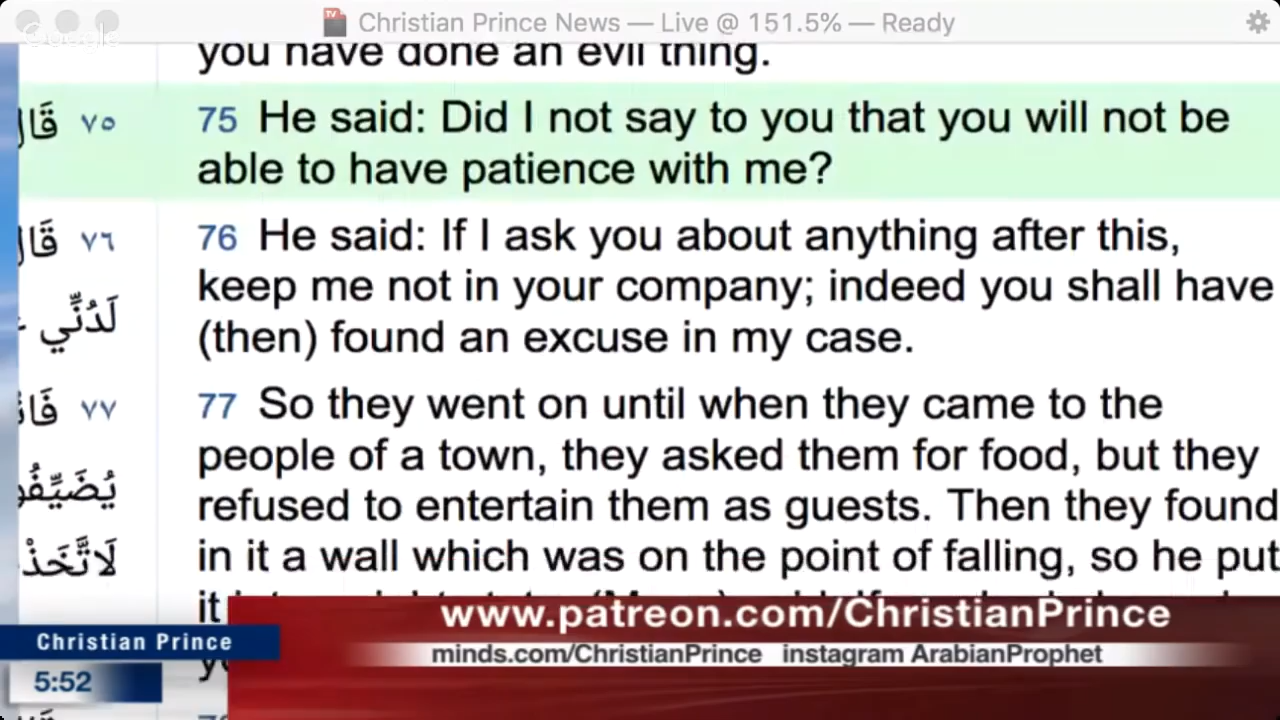 Christian Prince News — Live @ 151.5% — Ready
Google
you have done an evil thing.
٧٥
75 He said: Did I not say to you that you will not be
able to have patience with me?
٧٦
76 He said: If I ask you about anything after this,
لَدُنِّي
keep me not in your company; indeed you shall have
(then) found an excuse in my case.
٧٧
77 So they went on until when they came to the
people of a town, they asked them for food, but they
refused to entertain them as guests. Then they found
in it a wall which was on the point of falling, so he put
it
www.patreon.com/ChristianPrince
Christian Prince
minds.com/ChristianPrince instagram ArabianProphet
5:52